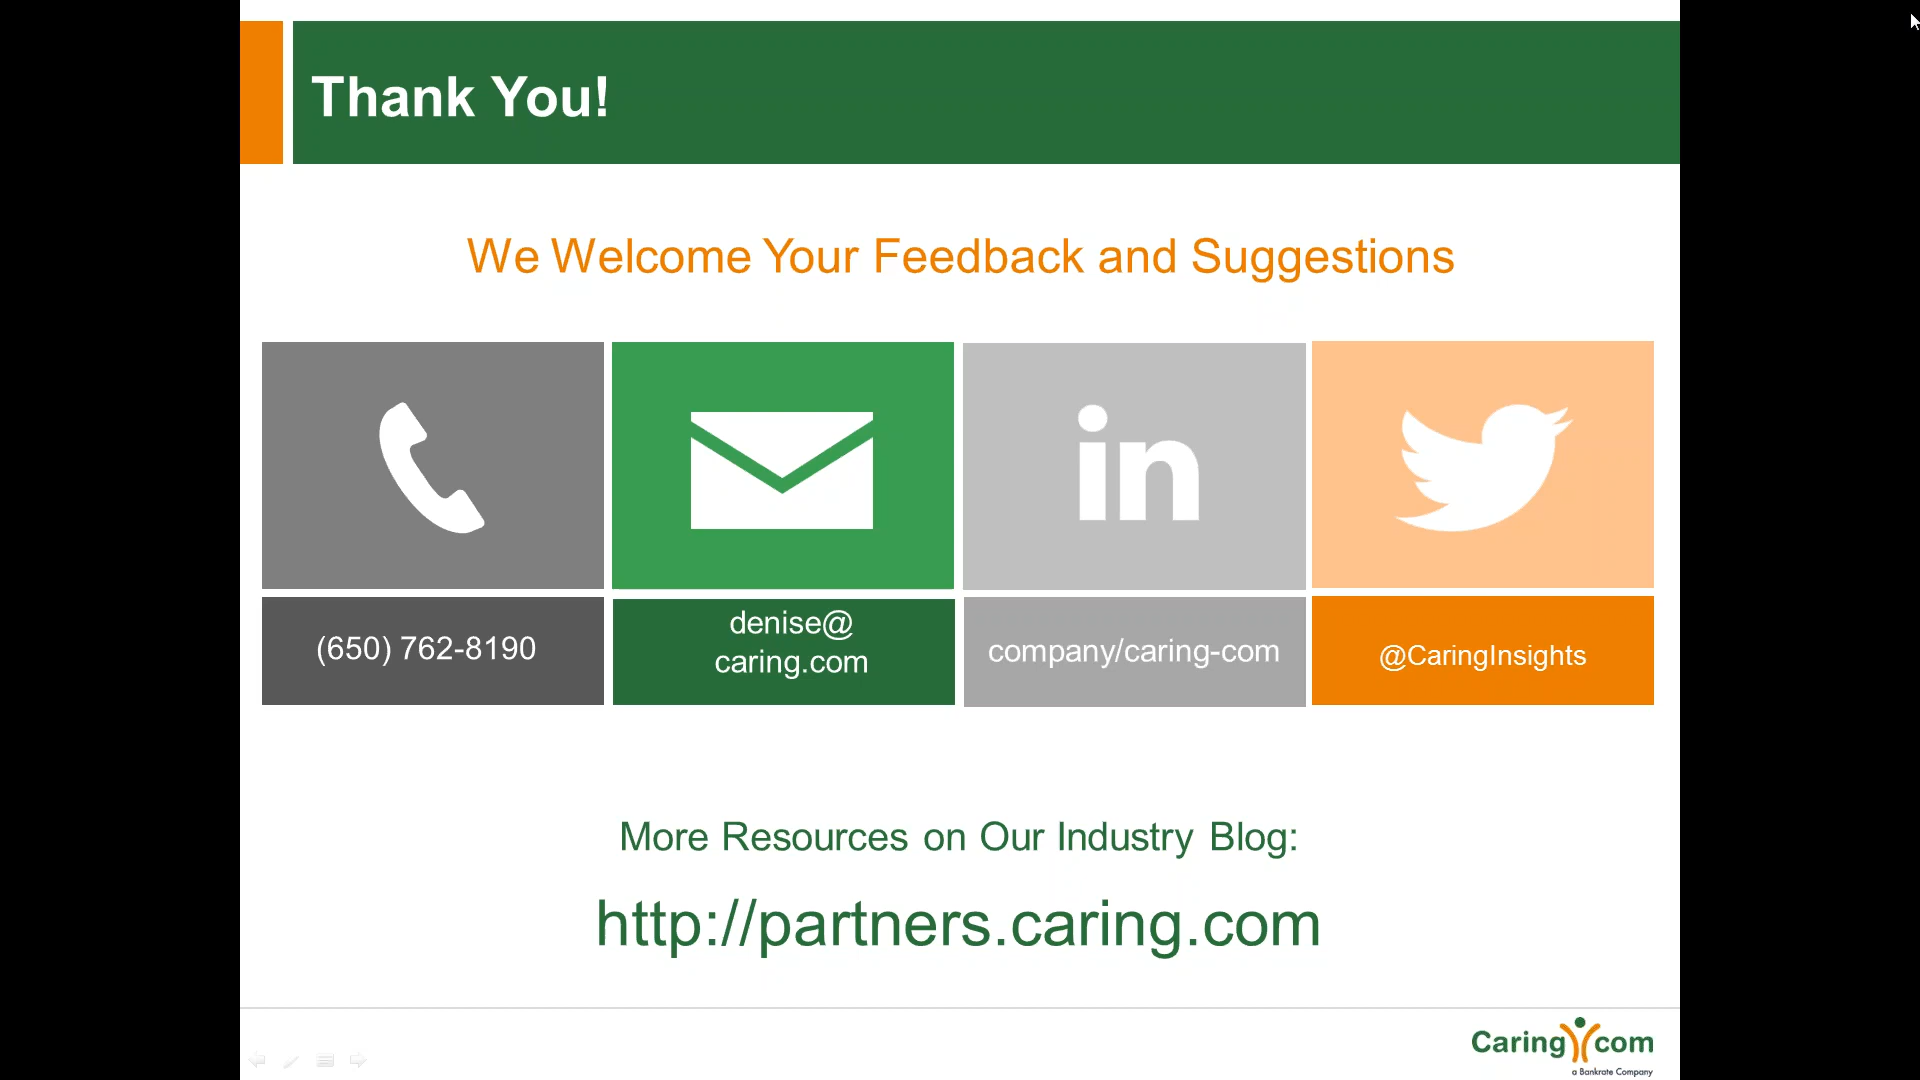 Thank You!
We Welcome Your Feedback and Suggestions
in
(650) 762-8190
denise@
caring.com
company/caring-com
@CaringInsights
More Resources on Our Industry Blog:
http://partners.caring.com
Caring com
a Bankrate Company